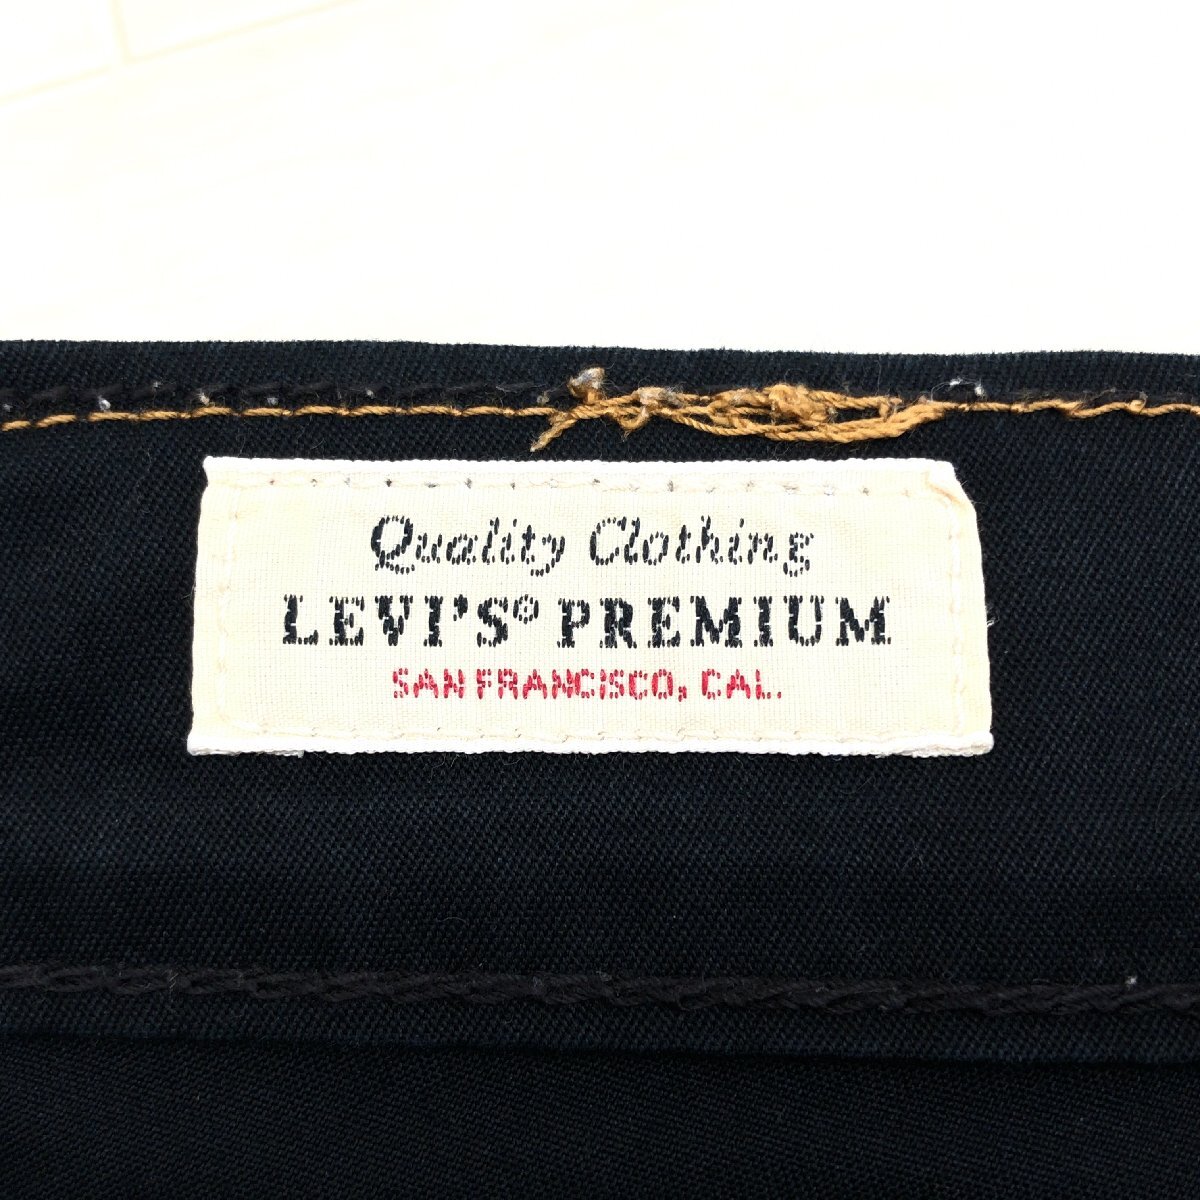 Quality Clothing
LEVI'S® PREMIUM
SAN FRANCISCO, CAL.